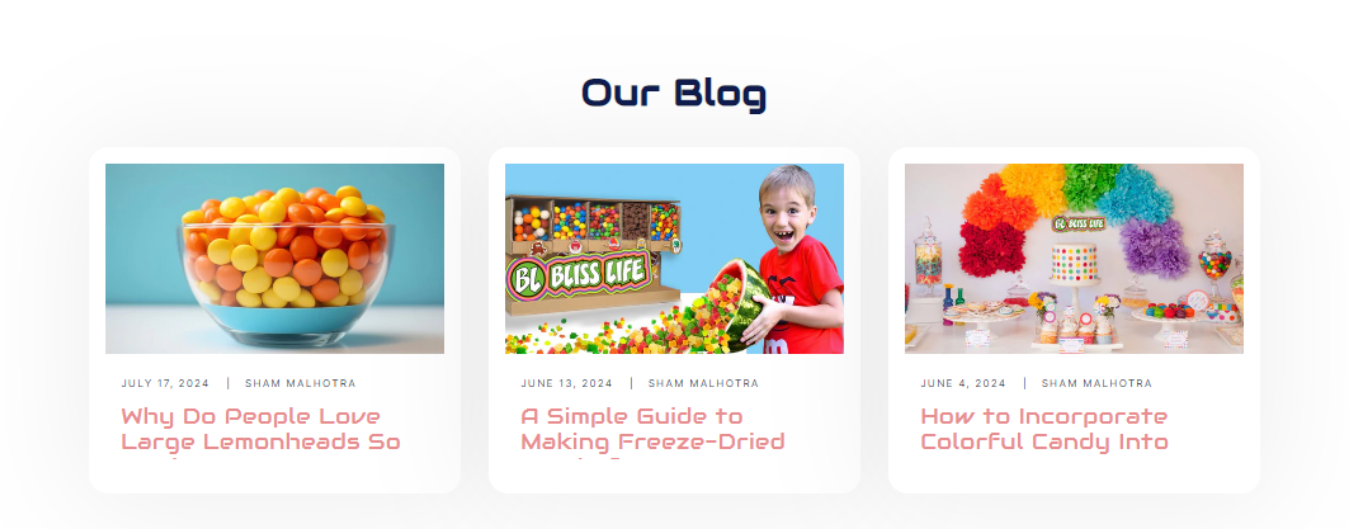 Our Blog
BL BLISS LIFE
BL BLISS LIFE
JULY 17, 2024 | SHAM MALHOTRA
Why Do People Love
Large Lemonheads So
JUNE 13, 2024 | SHAM MALHOTRA
A Simple Guide to
Making Freeze-Dried
JUNE 4, 2024 | SHAM MALHOTRA
How to Incorporate
Colorful Candy Into